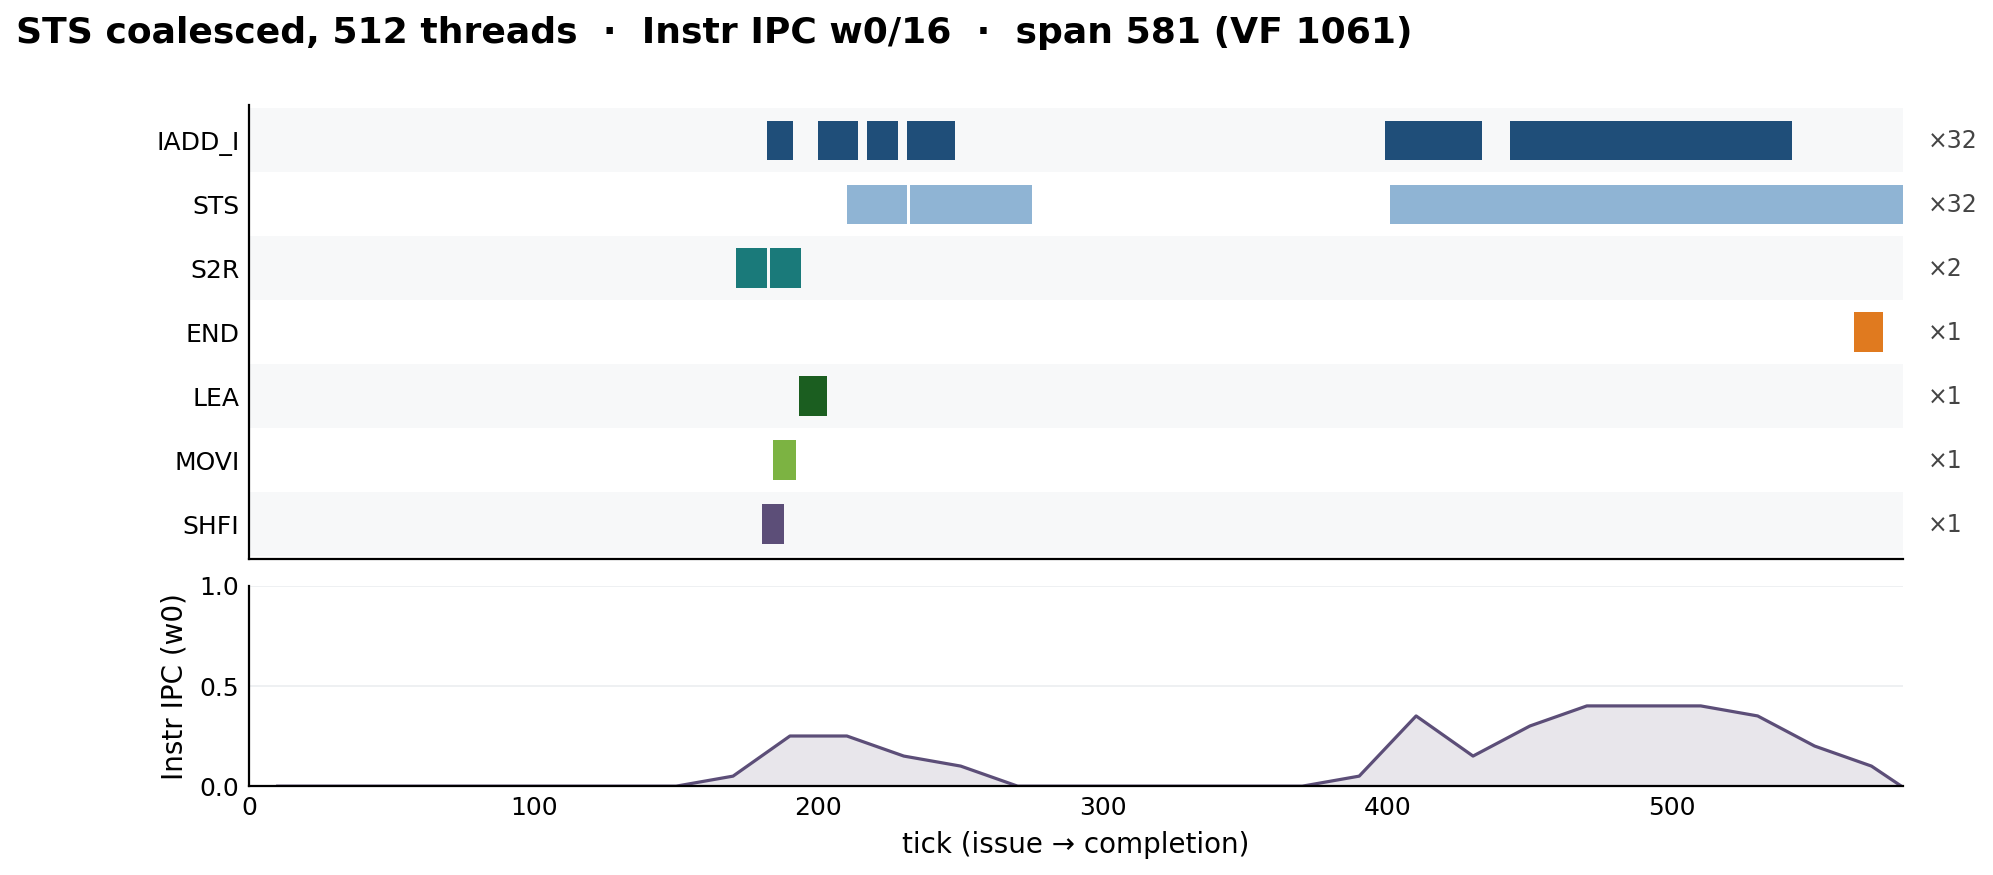 STS coalesced, 512 threads · Instr IPC w0/16 · span 581 (VF 1061)
IADD_I ×32
STS ×32
S2R ×2
END ×1
LEA ×1
MOVI ×1
SHFI ×1
Instr IPC (w0)
1.0
0.5
0.0
0 100 200 300 400 500
tick (issue → completion)